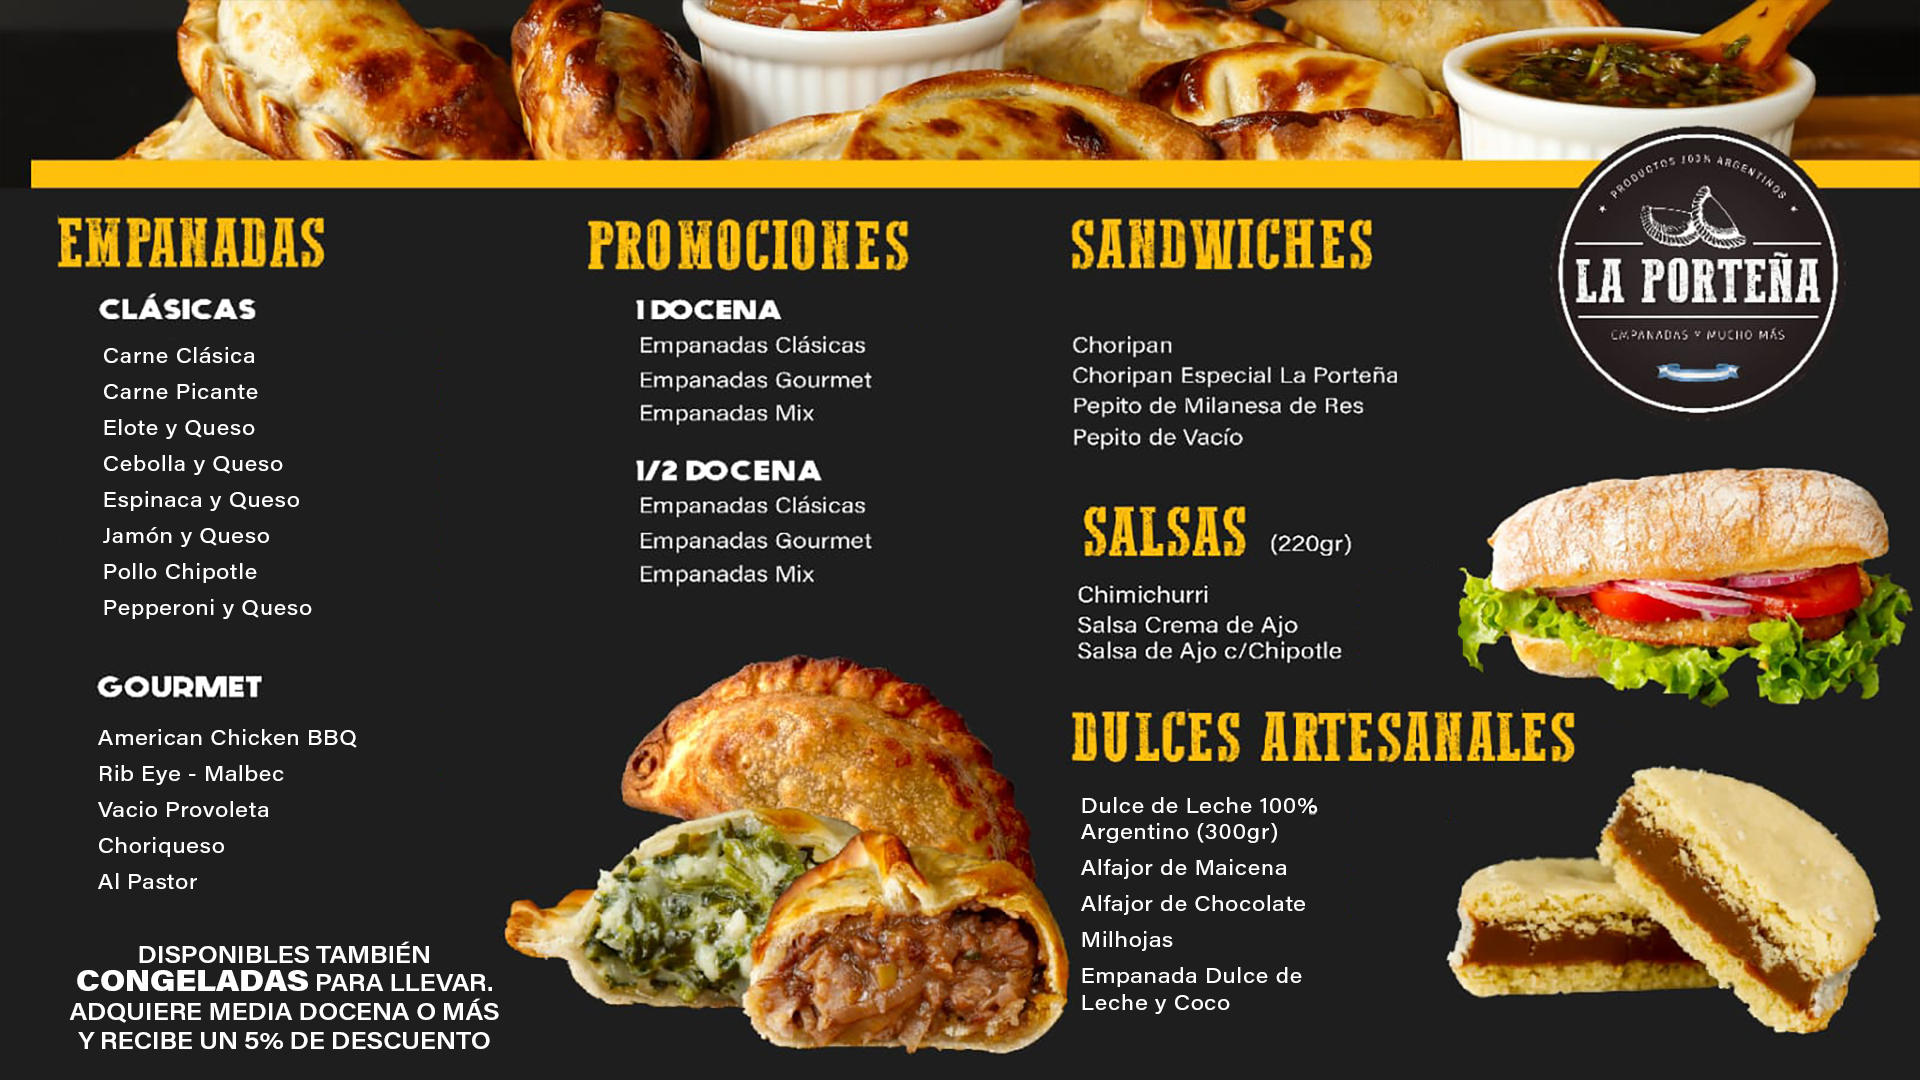 EMPANADAS
CLÁSICAS
Carne Clásica
Carne Picante
Elote y Queso
Cebolla y Queso
Espinaca y Queso
Jamón y Queso
Pollo Chipotle
Pepperoni y Queso
GOURMET
American Chicken BBQ
Rib Eye - Malbec
Vacio Provoleta
Choriqueso
Al Pastor
DISPONIBLES TAMBIÉN
CONGELADAS PARA LLEVAR.
ADQUIERE MEDIA DOCENA O MÁS
Y RECIBE UN 5% DE DESCUENTO
PROMOCIONES
1 DOCENA
Empanadas Clásicas
Empanadas Gourmet
Empanadas Mix
1/2 DOCENA
Empanadas Clásicas
Empanadas Gourmet
Empanadas Mix
SANDWICHES
Choripan
Choripan Especial La Porteña
Pepito de Milanesa de Res
Pepito de Vacío
SALSAS (220gr)
Chimichurri
Salsa Crema de Ajo
Salsa de Ajo c/Chipotle
DULCES ARTESANALES
Dulce de Leche 100%
Argentino (300gr)
Alfajor de Maicena
Alfajor de Chocolate
Milhojas
Empanada Dulce de
Leche y Coco
PRODUCTOS 100% ARGENTINOS
LA PORTEÑA
EMPANADAS Y MUCHO MÁS